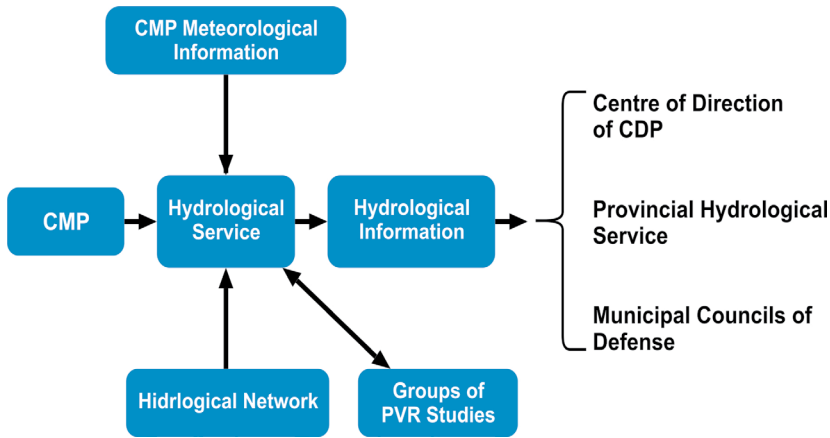 CMP Meteorological
Information
Centre of Direction
of CDP
CMP
Hydrological
Service
Hydrological
Information
Provincial Hydrological
Service
Municipal Councils of
Defense
Hidrlogical Network
Groups of
PVR Studies